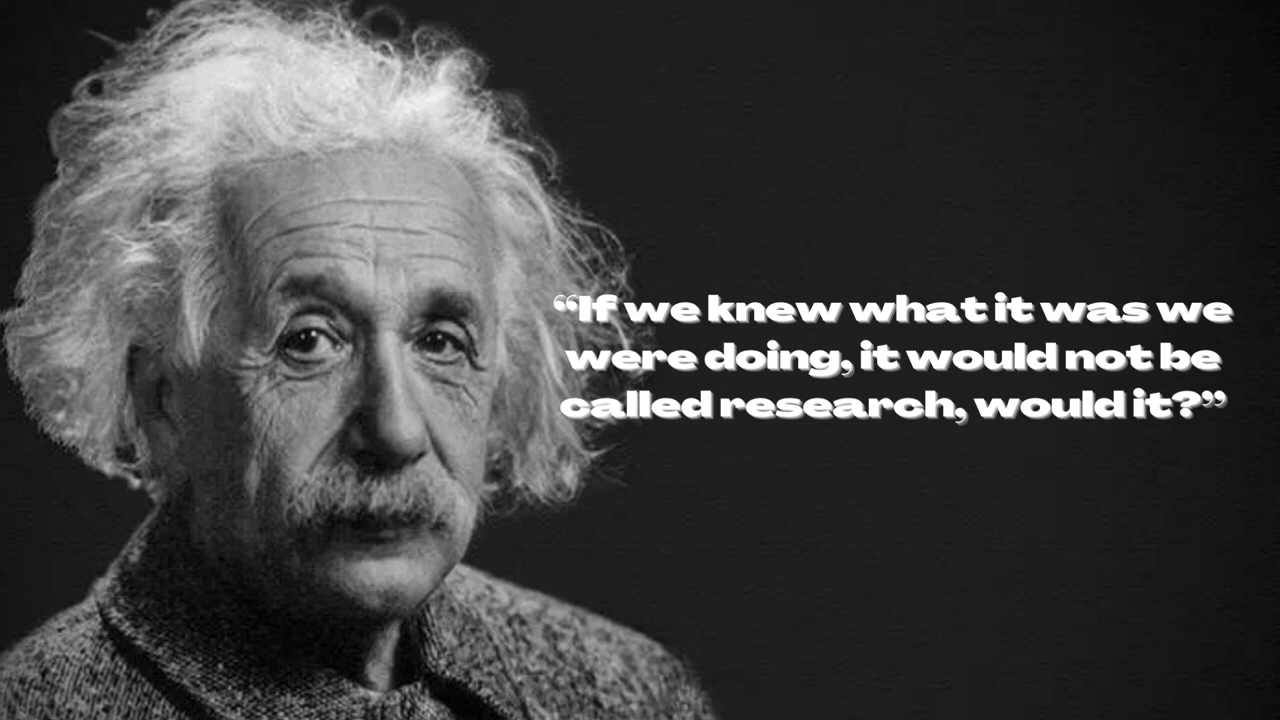 “If we knew what it was we
were doing, it would not be
called research, would it?”